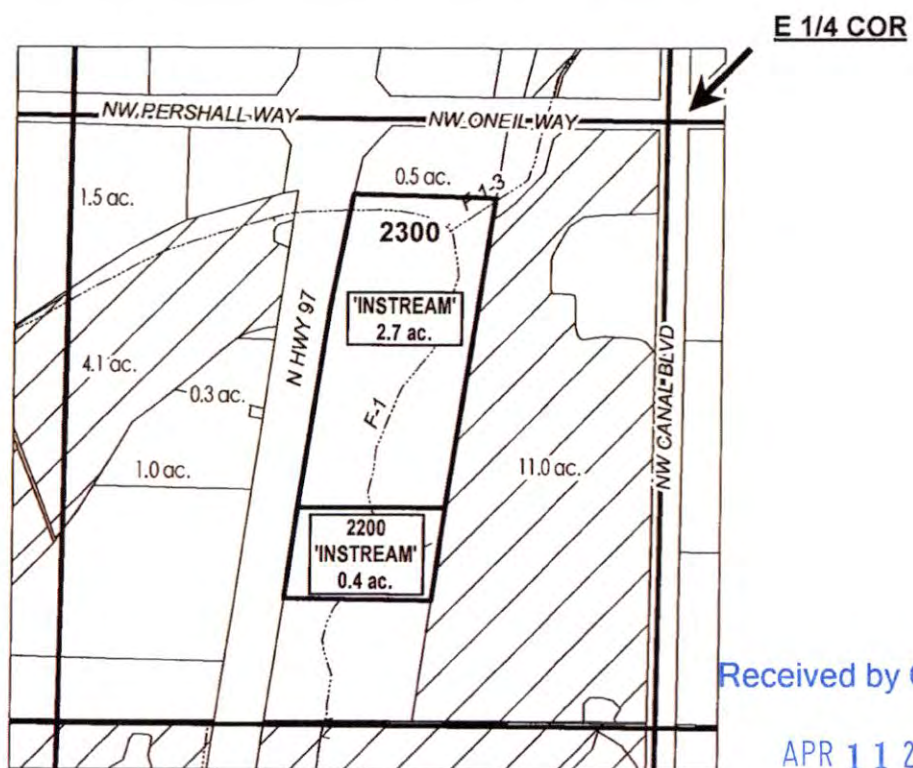 E 1/4 COR
NW PERSHALL WAY
NW ONEIL WAY
0.5 ac.
F-1-3
1.5 ac.
2300
'INSTREAM'
2.7 ac.
N HWY 97
4.1 ac.
0.3 ac.
F-1
NW CANAL BLVD
1.0 ac.
11.0 ac.
2200
'INSTREAM'
0.4 ac.
Received by
APR 11 2